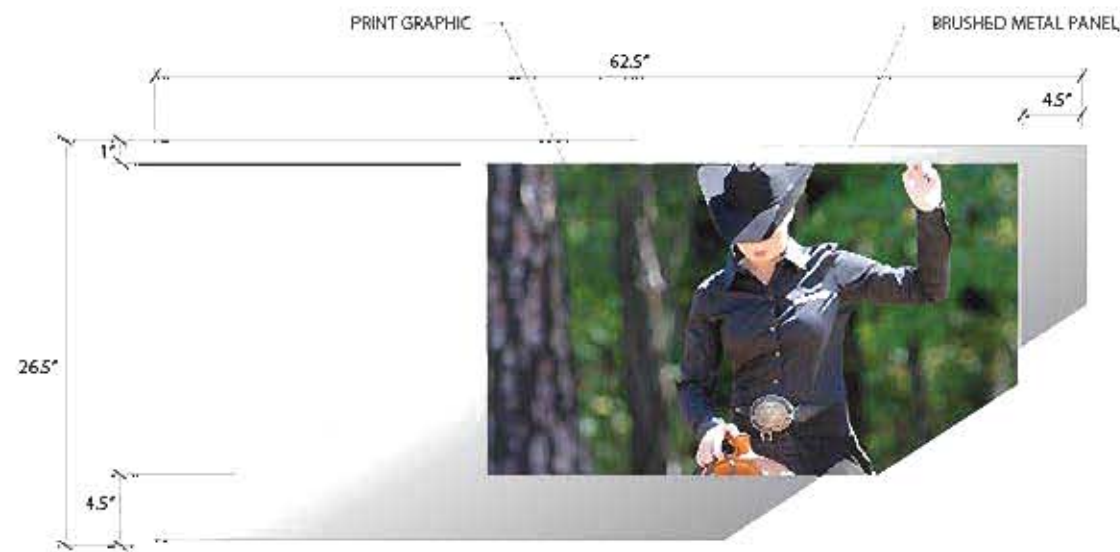 PRINT GRAPHIC
BRUSHED METAL PANEL
62.5"
4.5"
1"
26.5"
4.5"